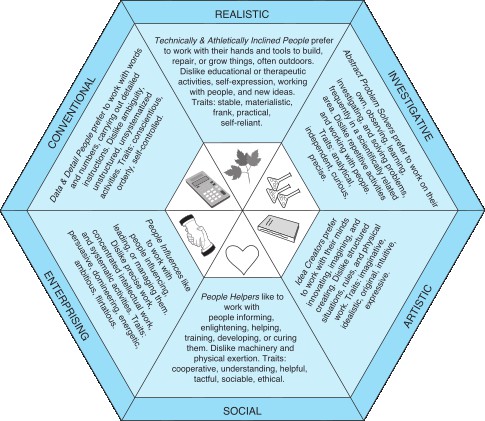 REALISTIC
Technically & Athletically Inclined People prefer
to work with their hands and tools to build,
repair, or grow things, often outdoors.
Dislike educational or therapeutic
activities, self-expression, working
with people, and new ideas.
Traits: stable, materialistic,
frank, practical,
self-reliant.
INVESTIGATIVE
Abstract Problem Solvers prefer to work on their
own, observing, learning,
investigating, and solving problems,
frequently in a scientifically related
area. Dislike repetitive activities
and working with people.
Traits: analytical,
independent, curious,
precise.
ARTISTIC
Idea Creators prefer
to work with their minds
innovating, imagining, and
creating. Dislike structured
situations, rules, and physical
work. Traits: imaginative,
idealistic, original, intuitive,
expressive.
SOCIAL
People Helpers like to
work with
people informing,
enlightening, helping,
training, developing, or curing
them. Dislike machinery and
physical exertion. Traits:
cooperative, understanding, helpful,
tactful, sociable, ethical.
ENTERPRISING
People Influences like
to work with
people influencing,
leading, or managing them.
Dislike precise work,
concentrated intellectual work,
and systematic activities. Traits:
persuasive, domineering, energetic,
ambitious, flirtatious.
CONVENTIONAL
Data & Detail People prefer to work with words
and numbers, carrying out detailed
instructions. Dislike ambiguity,
unstructured, unsystematized
activities. Traits: conscientious,
orderly, self-controlled.